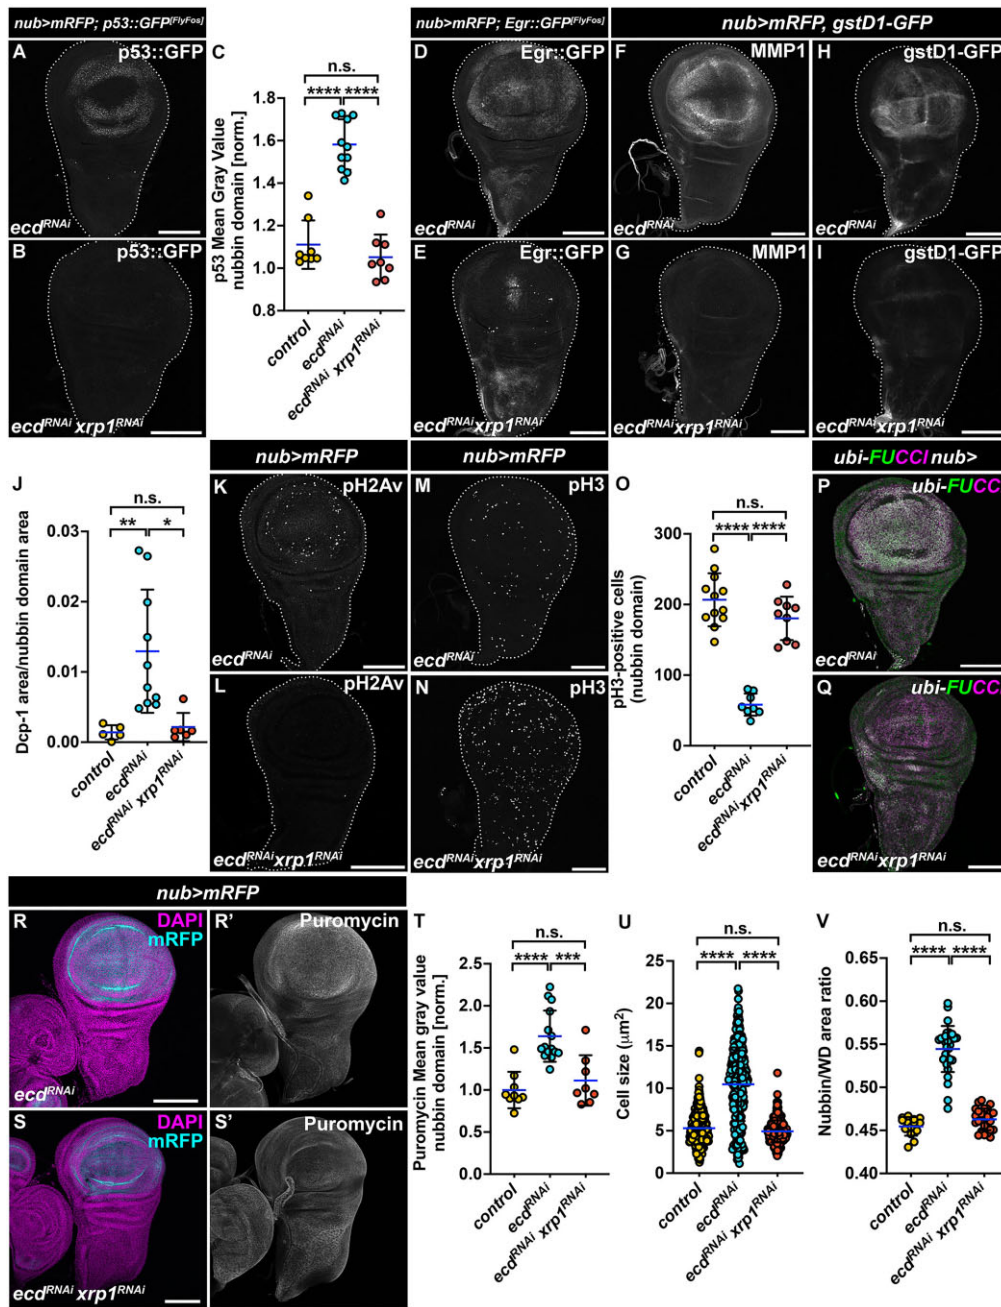 nub>mRFP; p53::GFP[FlyFos]
A p53::GFP
ecdRNAi
B p53::GFP
ecdRNAi xrp1RNAi
C
n.s.
**** ****
p53 Mean Gray Value
nubbin domain [norm.]
1.8
1.6
1.4
1.2
1.0
0.8
control
ecdRNAi
ecdRNAi xrp1RNAi
nub>mRFP; Egr::GFP[FlyFos]
D Egr::GFP
ecdRNAi
E Egr::GFP
ecdRNAi xrp1RNAi
nub>mRFP, gstD1-GFP
F MMP1
ecdRNAi
G MMP1
ecdRNAi xrp1RNAi
H gstD1-GFP
ecdRNAi
I gstD1-GFP
ecdRNAi xrp1RNAi
J
n.s.
** *
Dcp-1 area/nubbin domain area
0.03
0.02
0.01
0.00
control
ecdRNAi
ecdRNAi xrp1RNAi
nub>mRFP
K pH2Av
ecdRNAi
L pH2Av
ecdRNAi xrp1RNAi
nub>mRFP
M pH3
ecdRNAi
N pH3
ecdRNAi xrp1RNAi
O
n.s.
**** ****
pH3-positive cells
(nubbin domain)
300
200
100
0
control
ecdRNAi
ecdRNAi xrp1RNAi
ubi-FUCCI nub>
P ubi-FUCCI
ecdRNAi
Q ubi-FUCCI
ecdRNAi xrp1RNAi
nub>mRFP
R DAPI
mRFP
ecdRNAi
R' Puromycin
S DAPI
mRFP
ecdRNAi xrp1RNAi
S' Puromycin
T
n.s.
**** ***
Puromycin Mean gray value
nubbin domain [norm.]
2.5
2.0
1.5
1.0
0.5
0.0
control
ecdRNAi
ecdRNAi xrp1RNAi
U
n.s.
**** ****
Cell size (µm2)
25
20
15
10
5
0
control
ecdRNAi
ecdRNAi xrp1RNAi
V
n.s.
**** ****
Nubbin/WD area ratio
0.65
0.60
0.55
0.50
0.45
0.40
control
ecdRNAi
ecdRNAi xrp1RNAi